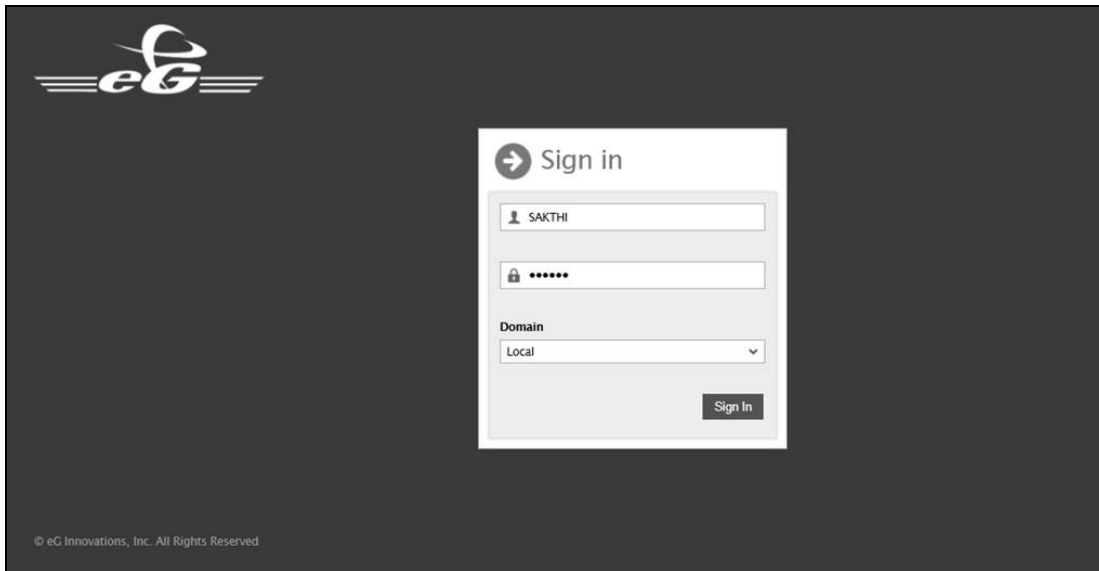 eG
Sign in
SAKTHI
••••••
Domain
Local
Sign In
© eG Innovations, Inc. All Rights Reserved